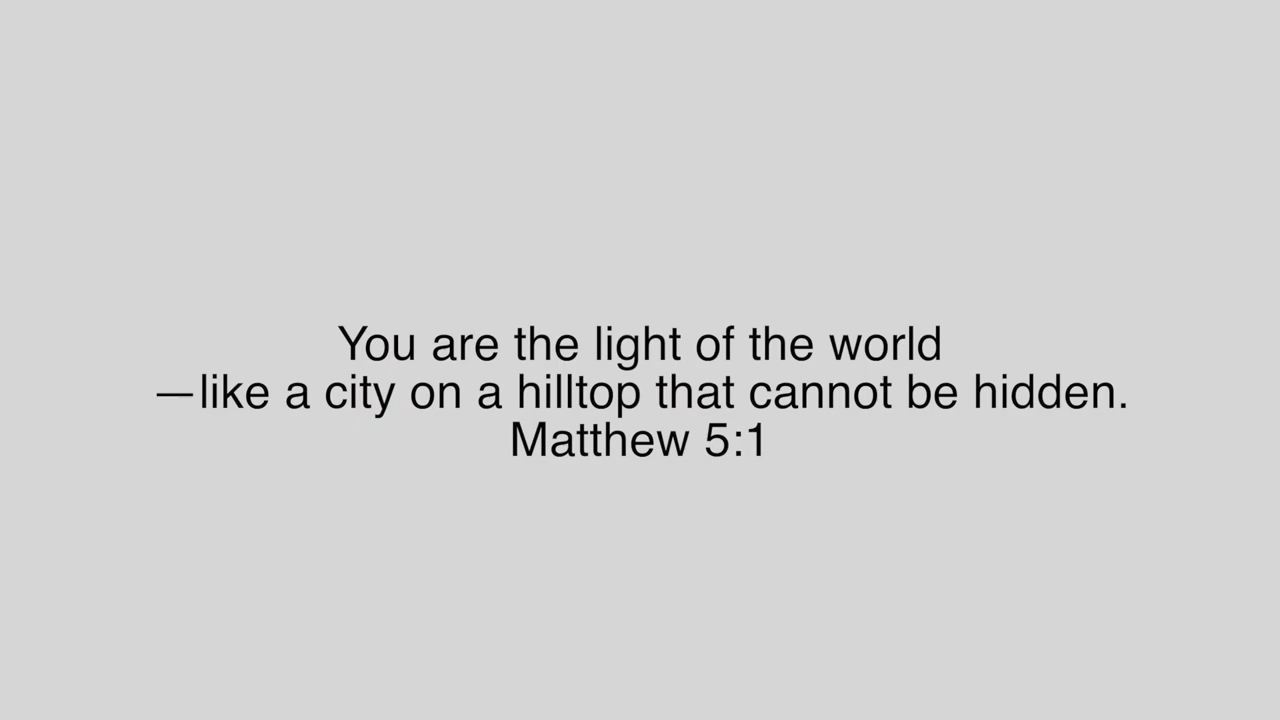 You are the light of the world
—like a city on a hilltop that cannot be hidden.
Matthew 5:1